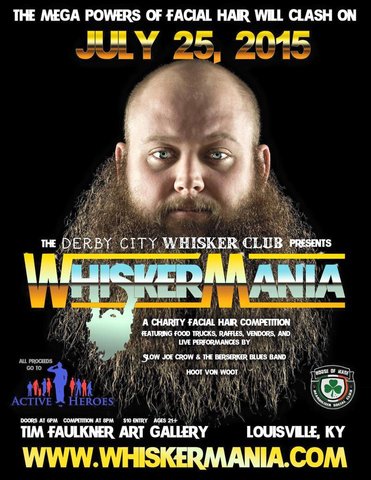 THE MEGA POWERS OF FACIAL HAIR WILL CLASH ON
JULY 25, 2015
THE DERBY CITY WHISKER CLUB PRESENTS
WHISKERMANIA
A CHARITY FACIAL HAIR COMPETITION
FEATURING FOOD TRUCKS, RAFFLES, VENDORS, AND
LIVE PERFORMANCES BY
SLOW JOE CROW & THE BERSERKER BLUES BAND
HOOT VON WOOT
ALL PROCEEDS
GO TO
ACTIVE HEROES
HOUSE OF HAIR
DOORS AT 6PM COMPETITION AT 8PM $10 ENTRY AGES 21+
TIM FAULKNER ART GALLERY LOUISVILLE, KY
WWW.WHISKERMANIA.COM